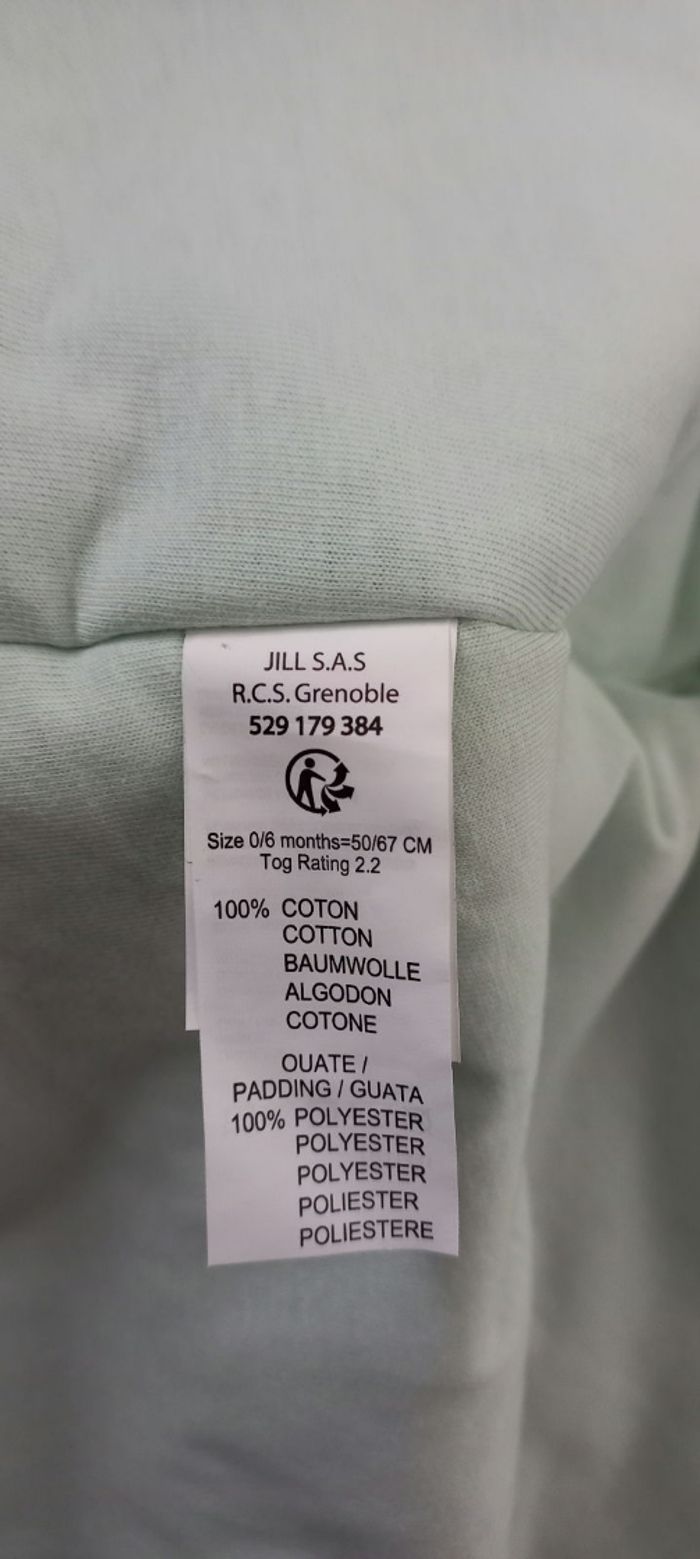 JILL S.A.S
R.C.S. Grenoble
529 179 384
Size 0/6 months=50/67 CM
Tog Rating 2.2
100% COTON
COTTON
BAUMWOLLE
ALGODON
COTONE
OUATE /
PADDING / GUATA
100% POLYESTER
POLYESTER
POLYESTER
POLIESTER
POLIESTERE